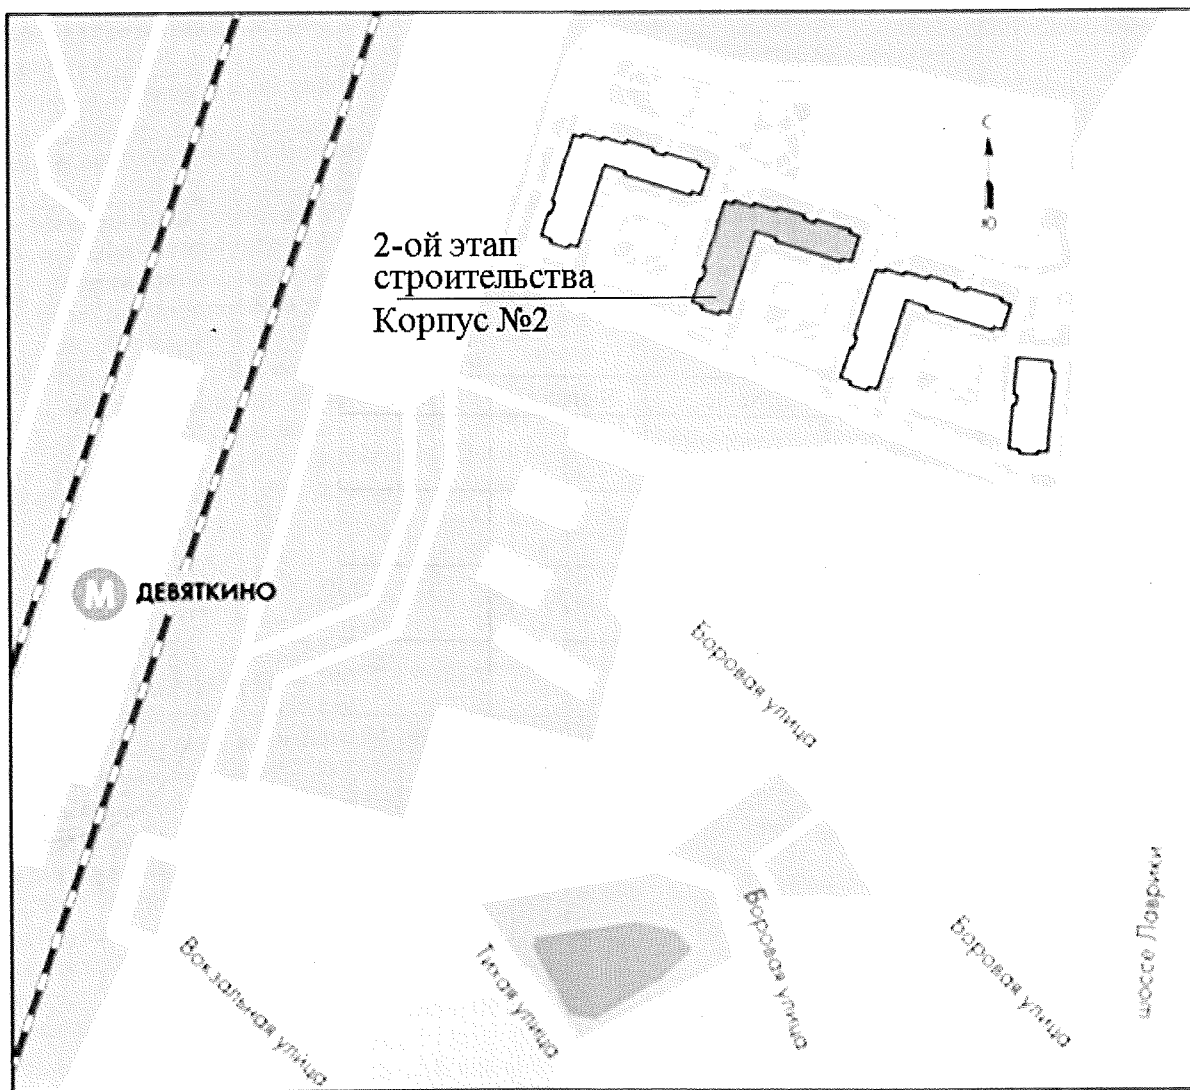 С
Ю
2-ой этап
строительства
Корпус №2
М ДЕВЯТКИНО
Боровая улица
Вокзальная улица
Тихая улица
Боровая улица
Боровая улица
шоссе Лаврики